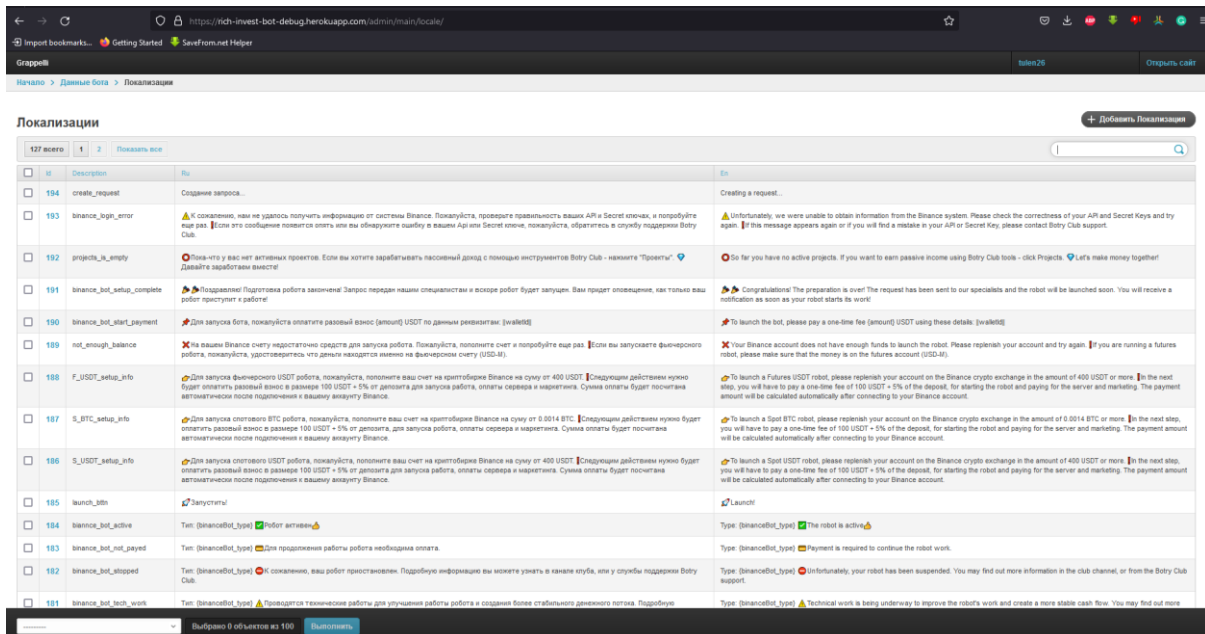 https://rich-invest-bot-debug.herokuapp.com/admin/main/locale/
Import bookmarks... Getting Started SaveFrom.net Helper
Grappelli tulen26 Открыть сайт
Начало > Данные бота > Локализации
Локализации
+ Добавить Локализация
127 всего 1 2 Показать все
Id Description Ru En
194 create_request Создание запроса... Creating a request...
193 binance_login_error К сожалению, нам не удалось получить информацию от системы Binance. Пожалуйста, проверьте правильность ваших API и Secret ключах, и попробуйте Unfortunately, we were unable to obtain information from the Binance system. Please check the correctness of your API and Secret Keys and try
еще раз. Если это сообщение появится опять или вы обнаружите ошибку в вашем Api или Secret ключе, пожалуйста, обратитесь в службу поддержки Botry again. If this message appears again or if you will find a mistake in your API or Secret Key, please contact Botry Club support.
Club.
192 projects_is_empty Пока-что у вас нет активных проектов. Если вы хотите зарабатывать пассивный доход с помощью инструментов Botry Club - нажмите "Проекты". So far you have no active projects. If you want to earn passive income using Botry Club tools - click Projects. Let's make money together!
Давайте заработаем вместе!
191 binance_bot_setup_complete Поздравляю! Подготовка робота закончена! Запрос передан нашим специалистам и вскоре робот будет запущен. Вам придет оповещение, как только ваш Congratulations! The preparation is over! The request has been sent to our specialists and the robot will be launched soon. You will receive a
робот приступит к работе! notification as soon as your robot starts its work!
190 binance_bot_start_payment Для запуска бота, пожалуйста оплатите разовый взнос {amount} USDT по данным реквизитам: {walletId} To launch the bot, please pay a one-time fee {amount} USDT using these details: {walletId}
189 not_enough_balance На вашем Binance счету недостаточно средств для запуска робота. Пожалуйста, пополните счет и попробуйте еще раз. Если вы запускаете фьючерсного Your Binance account does not have enough funds to launch the robot. Please replenish your account and try again. If you are running a futures
робота, пожалуйста, удостоверитесь что деньги находятся именно на фьючерсном счету (USD-M). robot, please make sure that the money is on the futures account (USD-M).
188 F_USDT_setup_info Для запуска фьючерсного USDT робота, пожалуйста, пополните ваш счет на криптобирже Binance на сумму от 400 USDT. Следующим действием нужно To launch a Futures USDT robot, please replenish your account on the Binance crypto exchange in the amount of 400 USDT or more. In the next
будет оплатить разовый взнос в размере 100 USDT + 5% от депозита для запуска робота, оплаты сервера и маркетинга. Сумма оплаты будет посчитана step, you will have to pay a one-time fee of 100 USDT + 5% of the deposit, for starting the robot and paying for the server and marketing. The payment
автоматически после подключения к вашему аккаунту Binance. amount will be calculated automatically after connecting to your Binance account.
187 S_BTC_setup_info Для запуска спотового BTC робота, пожалуйста, пополните ваш счет на криптобирже Binance на сумму от 0.0014 BTC. Следующим действием нужно будет To launch a Spot BTC robot, please replenish your account on the Binance crypto exchange in the amount of 0.0014 BTC or more. In the next step,
оплатить разовый взнос в размере 100 USDT + 5% от депозита, для запуска робота, оплаты сервера и маркетинга. Сумма оплаты будет посчитана you will have to pay a one-time fee of 100 USDT + 5% of the deposit, for starting the robot and paying for the server and marketing. The payment amount
автоматически после подключения к вашему аккаунту Binance. will be calculated automatically after connecting to your Binance account.
186 S_USDT_setup_info Для запуска спотового USDT робота, пожалуйста, пополните ваш счет на криптобирже Binance на сумму от 400 USDT. Следующим действием нужно будет To launch a Spot USDT robot, please replenish your account on the Binance crypto exchange in the amount of 400 USDT or more. In the next step,
оплатить разовый взнос в размере 100 USDT + 5% от депозита, для запуска робота, оплаты сервера и маркетинга. Сумма оплаты будет посчитана you will have to pay a one-time fee of 100 USDT + 5% of the deposit, for starting the robot and paying for the server and marketing. The payment amount
автоматически после подключения к вашему аккаунту Binance. will be calculated automatically after connecting to your Binance account.
185 launch_bttn Запустить! Launch!
184 biannce_bot_active Тип: {binanceBot_type} Робот активен Type: {binanceBot_type} The robot is active
183 binance_bot_not_payed Тип: {binanceBot_type} Для продолжения работы робота необходима оплата. Type: {binanceBot_type} Payment is required to continue the robot work.
182 binance_bot_stopped Тип: {binanceBot_type} К сожалению, ваш робот приостановлен. Подробную информацию вы можете узнать в канале клуба, или у службы поддержки Botry Type: {binanceBot_type} Unfortunately, your robot has been suspended. You may find out more information in the club channel, or from the Botry Club
Club. support.
181 binance_bot_tech_work Тип: {binanceBot_type} Проводятся технические работы для улучшения работы робота и создания более стабильного денежного потока. Подробную Type: {binanceBot_type} Technical work is being underway to improve the robot's work and create a more stable cash flow. You may find out more
--------- Выбрано 0 объектов из 100 Выполнить